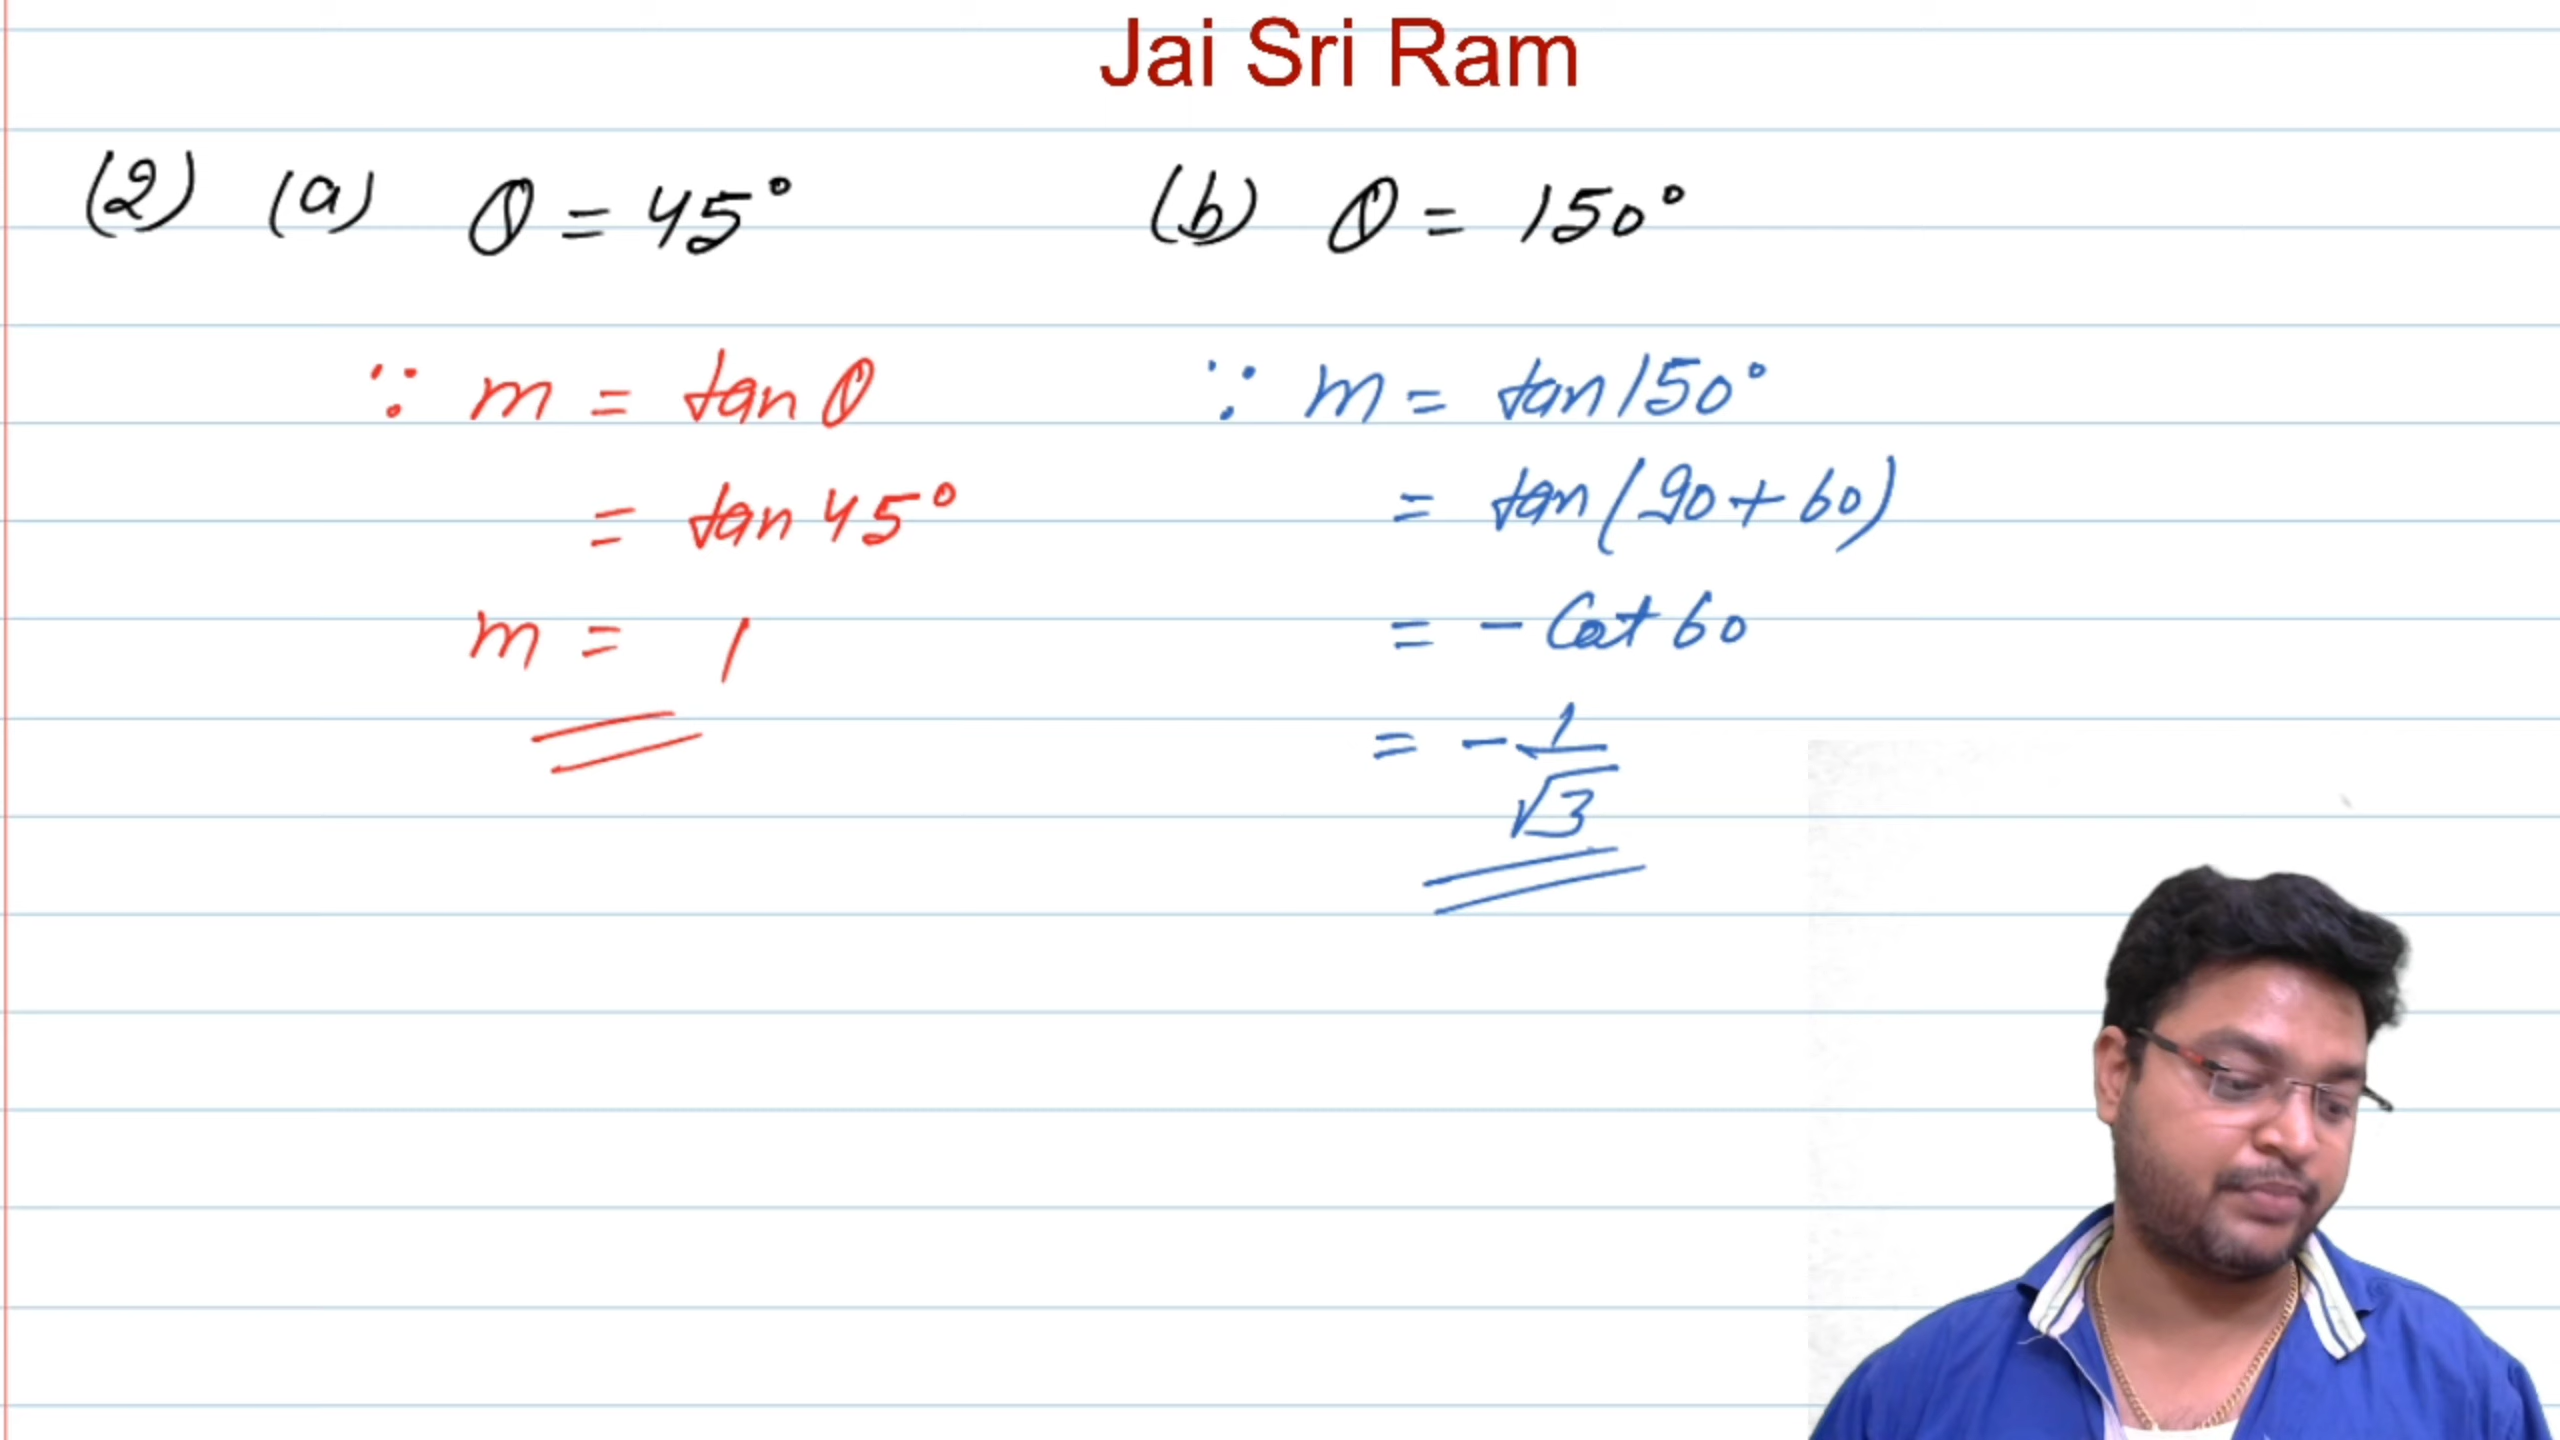 Jai Sri Ram
(2) (a) θ = 45°
∵ m = tan θ
= tan 45°
m = 1
(b) θ = 150°
∵ m = tan 150°
= tan (90 + 60)
= - Cot 60
= - 1/√3